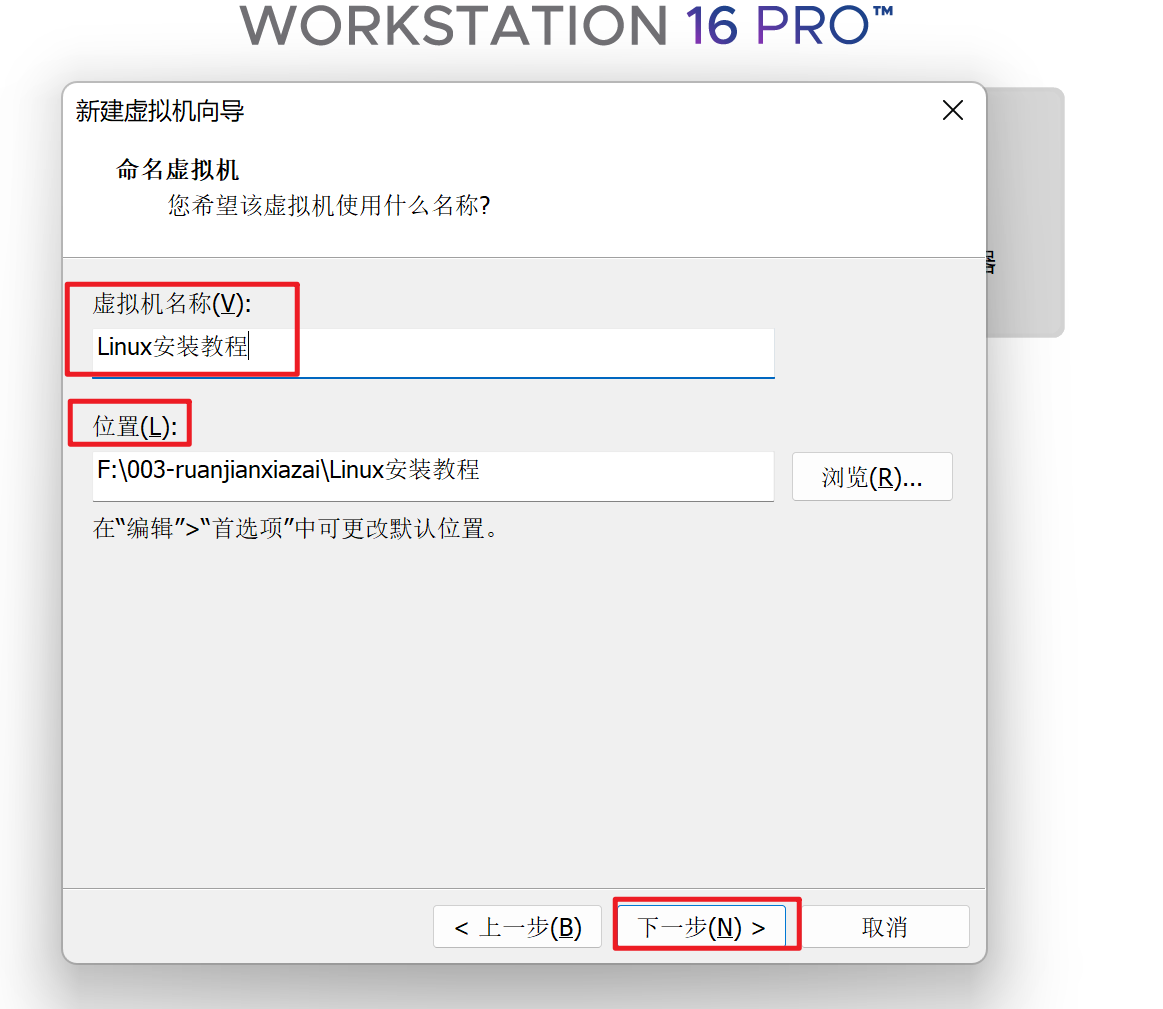 WORKSTATION 16 PRO™
新建虚拟机向导
命名虚拟机
您希望该虚拟机使用什么名称?
虚拟机名称(V):
Linux安装教程
位置(L):
F:\003-ruanjianxiazai\Linux安装教程
浏览(R)...
在“编辑”>“首选项”中可更改默认位置。
< 上一步(B)
下一步(N) >
取消